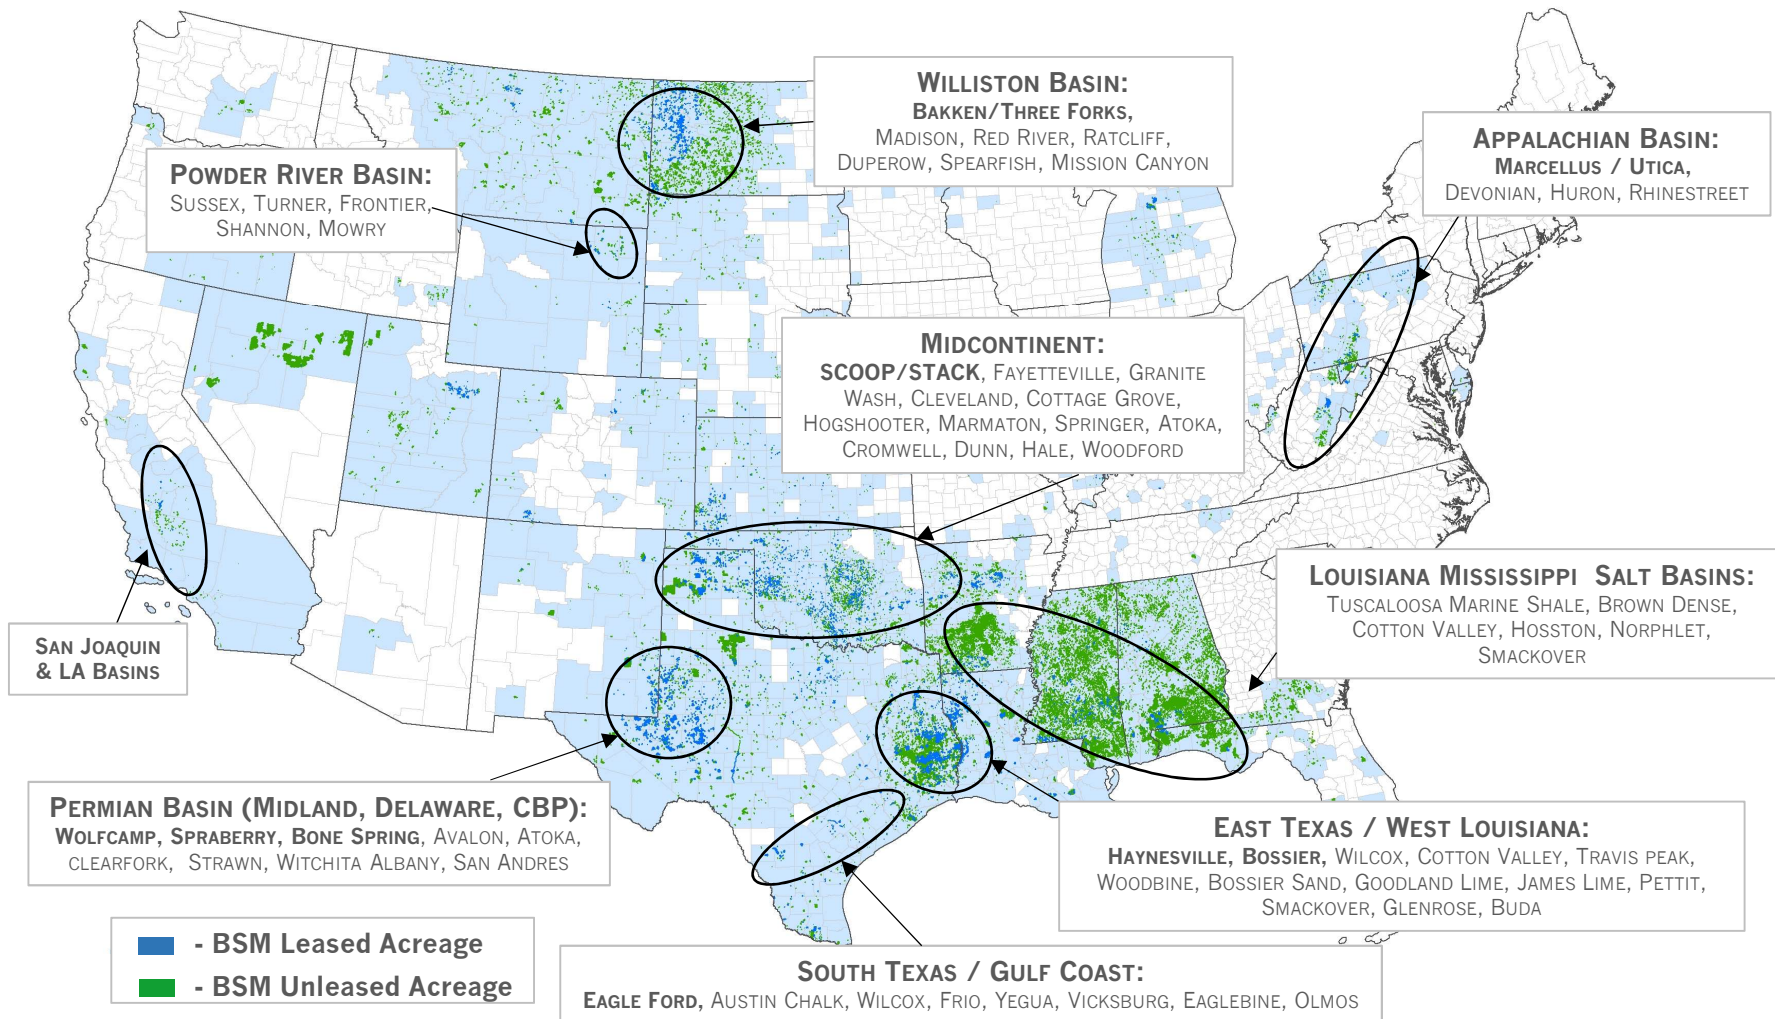 WILLISTON BASIN:
BAKKEN/THREE FORKS,
MADISON, RED RIVER, RATCLIFF,
DUPEROW, SPEARFISH, MISSION CANYON
APPALACHIAN BASIN:
MARCELLUS / UTICA,
DEVONIAN, HURON, RHINESTREET
POWDER RIVER BASIN:
SUSSEX, TURNER, FRONTIER,
SHANNON, MOWRY
MIDCONTINENT:
SCOOP/STACK, FAYETTEVILLE, GRANITE
WASH, CLEVELAND, COTTAGE GROVE,
HOGSHOOTER, MARMATON, SPRINGER, ATOKA,
CROMWELL, DUNN, HALE, WOODFORD
LOUISIANA MISSISSIPPI SALT BASINS:
TUSCALOOSA MARINE SHALE, BROWN DENSE,
COTTON VALLEY, HOSSTON, NORPHLET,
SMACKOVER
SAN JOAQUIN
& LA BASINS
PERMIAN BASIN (MIDLAND, DELAWARE, CBP):
WOLFCAMP, SPRABERRY, BONE SPRING, AVALON, ATOKA,
CLEARFORK, STRAWN, WITCHITA ALBANY, SAN ANDRES
EAST TEXAS / WEST LOUISIANA:
HAYNESVILLE, BOSSIER, WILCOX, COTTON VALLEY, TRAVIS PEAK,
WOODBINE, BOSSIER SAND, GOODLAND LIME, JAMES LIME, PETTIT,
SMACKOVER, GLENROSE, BUDA
- BSM Leased Acreage
- BSM Unleased Acreage
SOUTH TEXAS / GULF COAST:
EAGLE FORD, AUSTIN CHALK, WILCOX, FRIO, YEGUA, VICKSBURG, EAGLEBINE, OLMOS